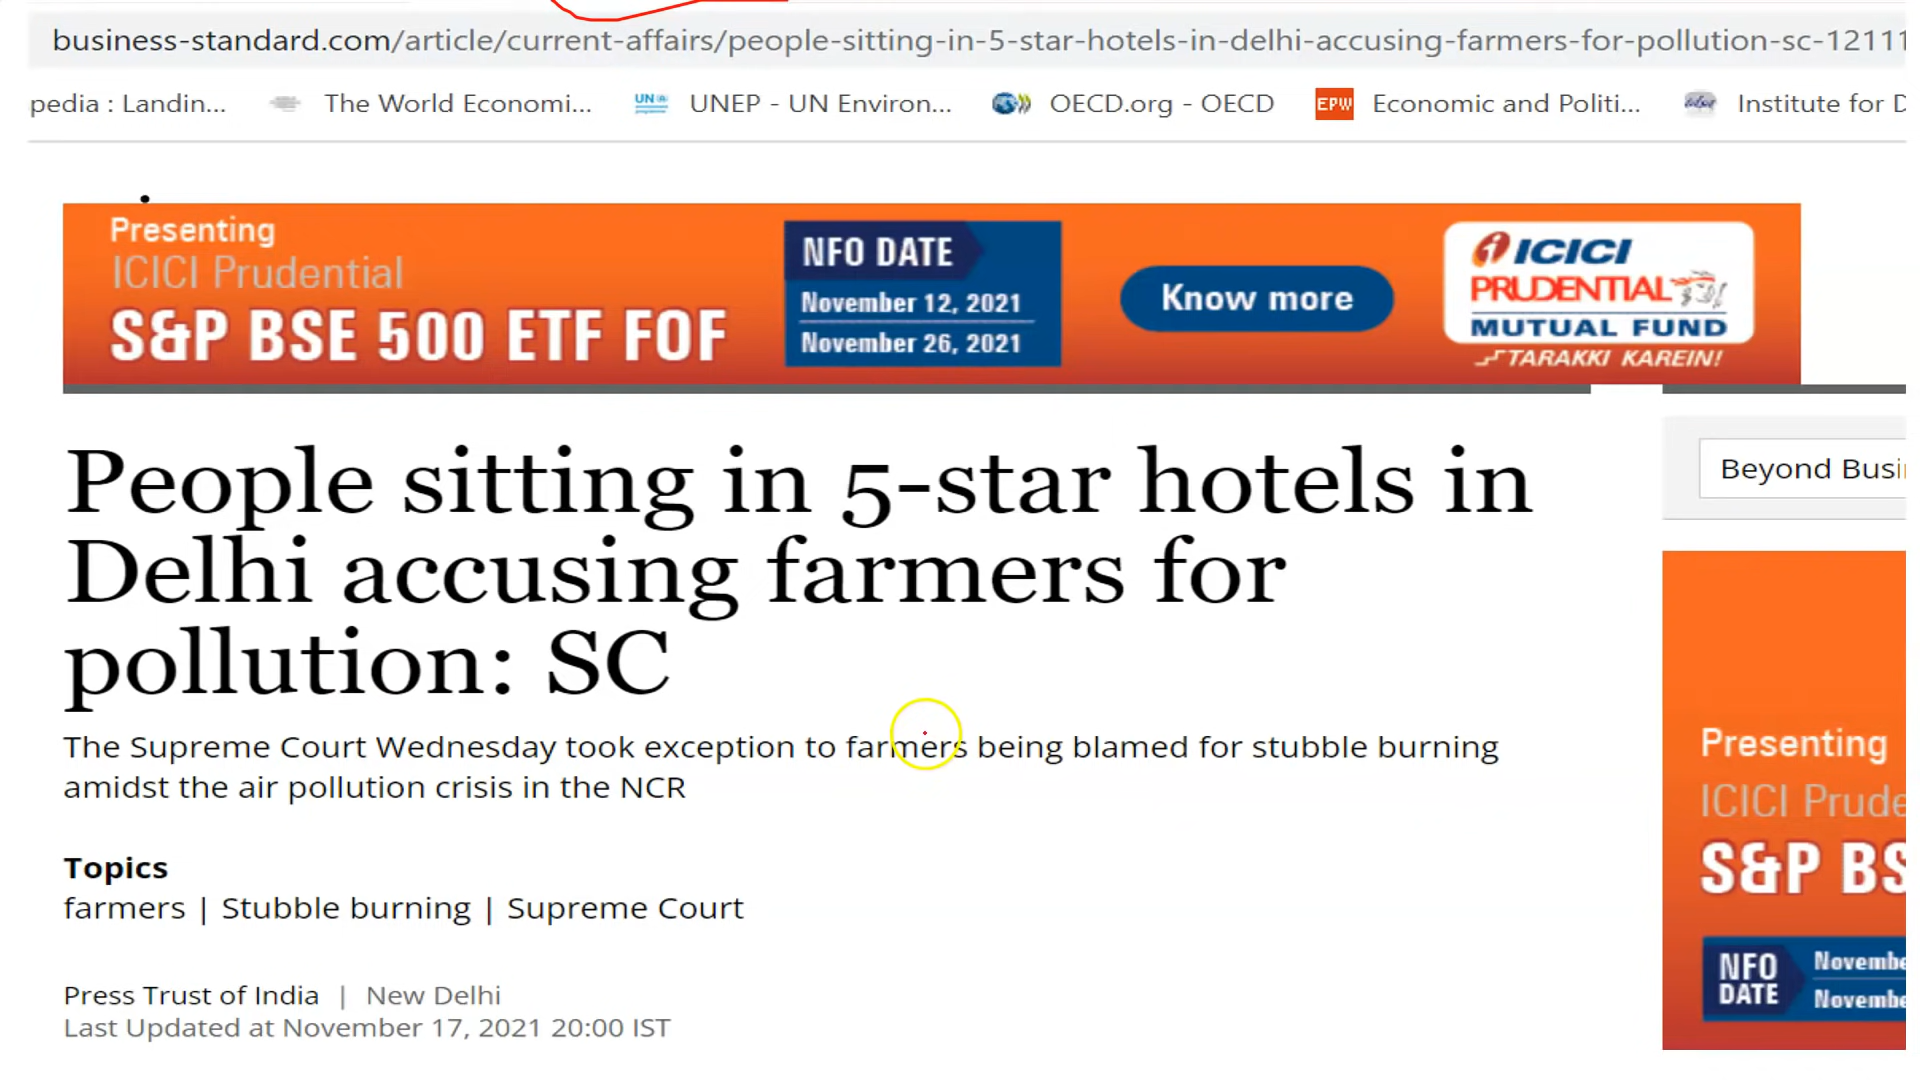 business-standard.com/article/current-affairs/people-sitting-in-5-star-hotels-in-delhi-accusing-farmers-for-pollution-sc-12111
pedia : Landin... The World Economi... UNEP - UN Environ... OECD.org - OECD EPW Economic and Politi... Institute for D
Presenting
ICICI Prudential
S&P BSE 500 ETF FOF
NFO DATE
November 12, 2021
November 26, 2021
Know more
ICICI
PRUDENTIAL
MUTUAL FUND
TARAKKI KAREIN!
People sitting in 5-star hotels in
Delhi accusing farmers for
pollution: SC
The Supreme Court Wednesday took exception to farmers being blamed for stubble burning
amidst the air pollution crisis in the NCR
Topics
farmers | Stubble burning | Supreme Court
Press Trust of India | New Delhi
Last Updated at November 17, 2021 20:00 IST
Beyond Busi
Presenting
ICICI Prude
S&P BS
NFO
DATE
Novembe
Novembe